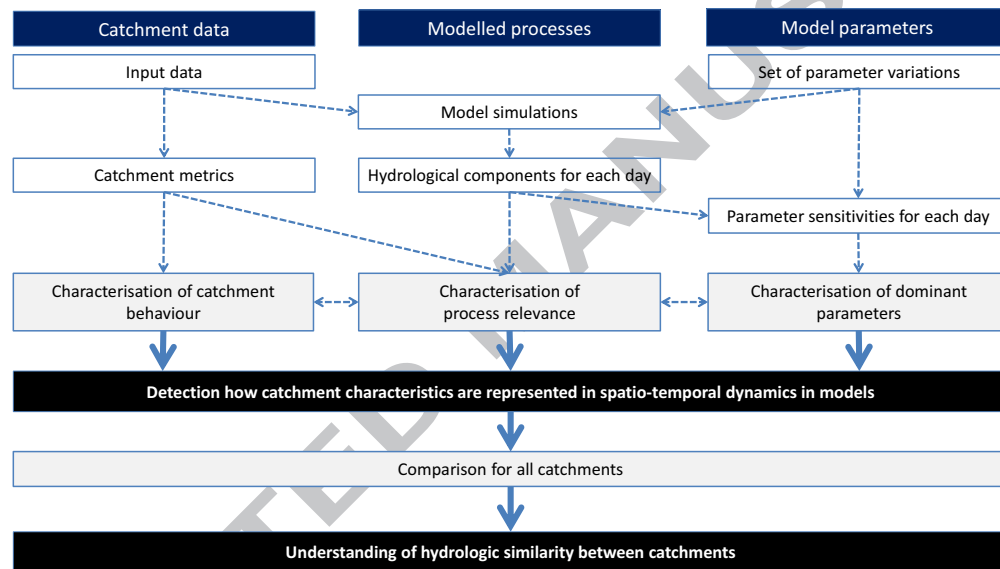 Catchment data
Modelled processes
Model parameters
Input data
Set of parameter variations
Model simulations
Catchment metrics
Hydrological components for each day
Parameter sensitivities for each day
Characterisation of catchment
behaviour
Characterisation of
process relevance
Characterisation of dominant
parameters
Detection how catchment characteristics are represented in spatio-temporal dynamics in models
Comparison for all catchments
Understanding of hydrologic similarity between catchments
TED MANUS